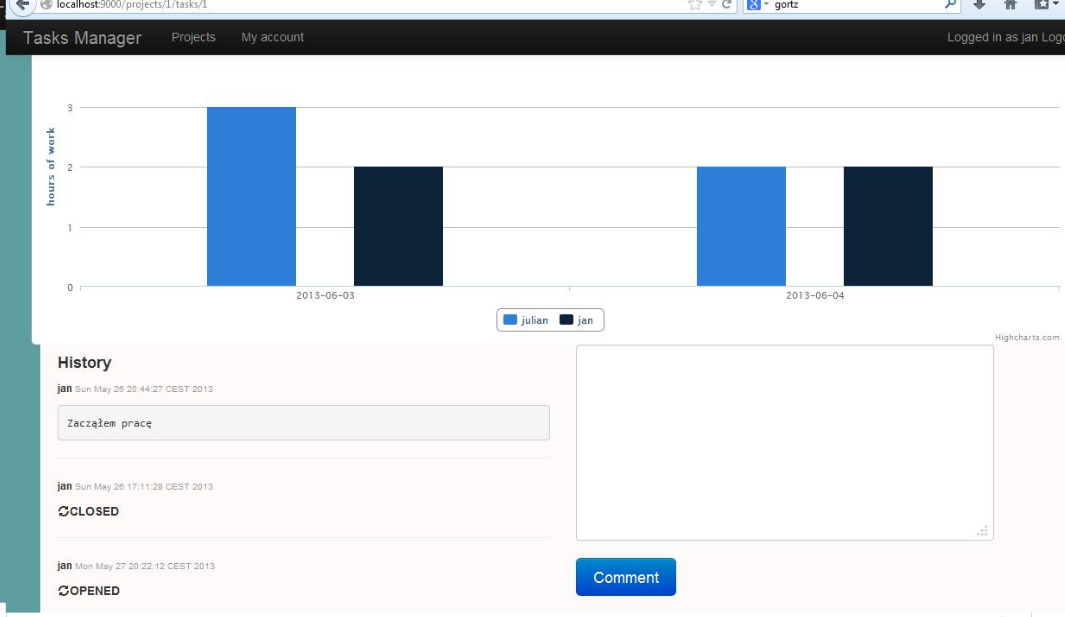 localhost:9000/projects/1/tasks/1
gortz
Tasks Manager Projects My account Logged in as jan Logo
3
2
1
0
hours of work
2013-06-03 2013-06-04
julian jan
Highcharts.com
History
jan Sun May 26 20:44:27 CEST 2013
Zacząłem pracę
jan Sun May 26 17:11:28 CEST 2013
CLOSED
jan Mon May 27 20:22:12 CEST 2013
OPENED
Comment